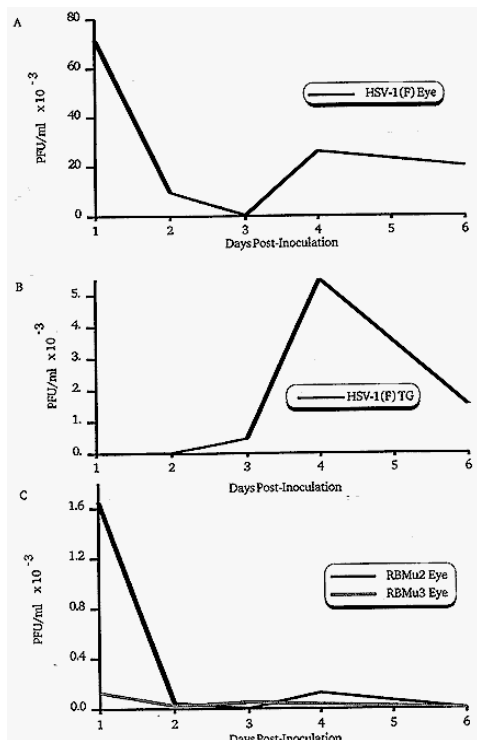 A
80
60
40
20
0
PFU/ml x10 -3
HSV-1(F) Eye
1 2 3 4 5 6
Days Post-Inoculation
B
5.
4.
3.
2.
1.
0.
PFU/ml x10 -3
HSV-1(F) TG
1 2 3 4 5 6
Days Post-Inoculation
C
1.6
1.2
0.8
0.4
0.0
PFU/ml x10 -3
RBMu2 Eye
RBMu3 Eye
1 2 3 4 5 6
Days Post-Inoculation